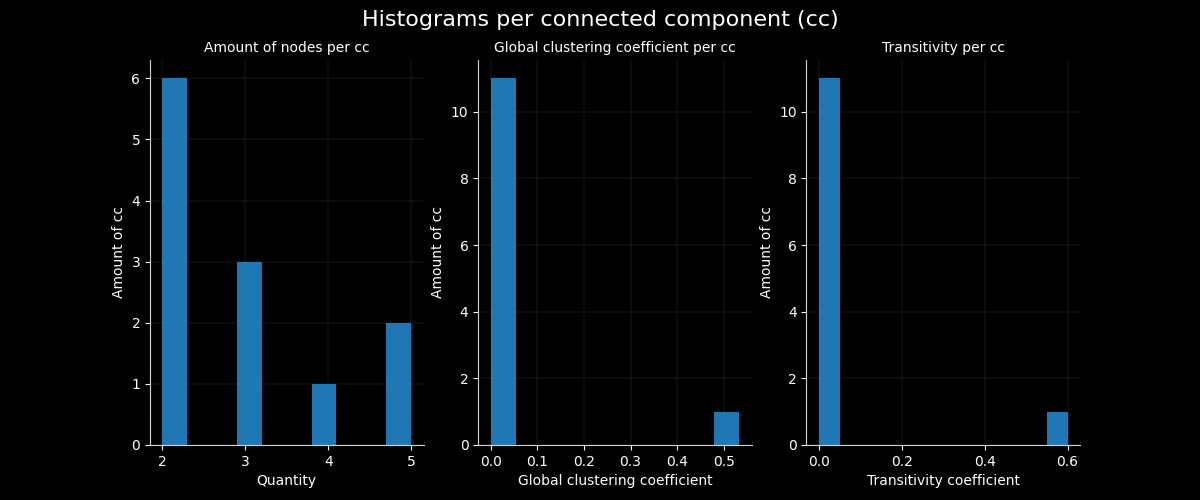 Histograms per connected component (cc)
Amount of nodes per cc
Amount of cc
6
5
4
3
2
1
0
2 3 4 5
Quantity
Global clustering coefficient per cc
Amount of cc
10
8
6
4
2
0
0.0 0.1 0.2 0.3 0.4 0.5
Global clustering coefficient
Transitivity per cc
Amount of cc
10
8
6
4
2
0
0.0 0.2 0.4 0.6
Transitivity coefficient